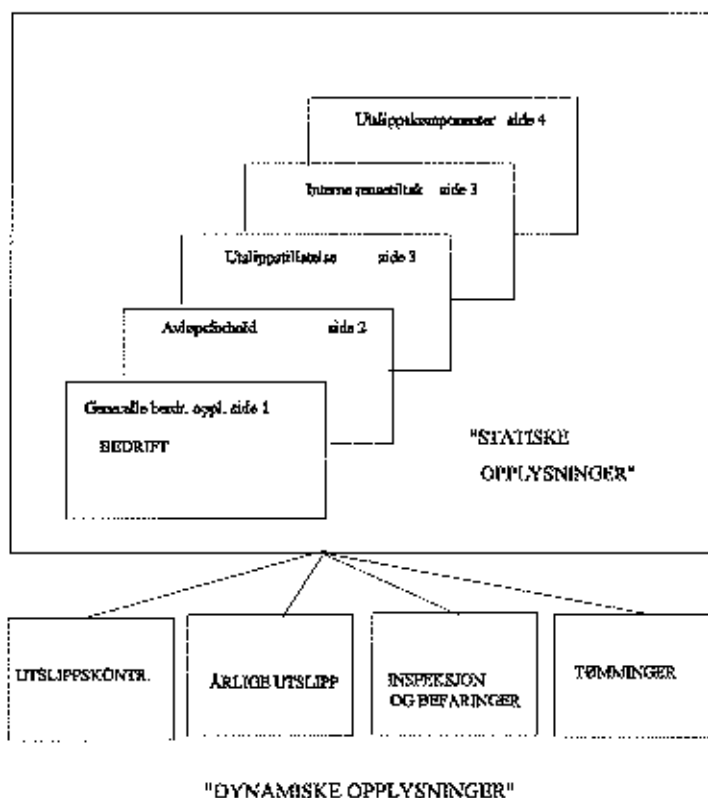 Utslippskomponenter side 4
Interne rensetiltak side 3
Utslippstillatelse side 3
Avløpsforhold side 2
Generalle bedr. oppl. side 1
BEDRIFT
"STATISKE
OPPLYSNINGER"
UTSLIPPSKONTR.
ÅRLIGE UTSLIPP
INSPEKSJON
OG BEFARINGER
TØMMINGER
"DYNAMISKE OPPLYSNINGER"